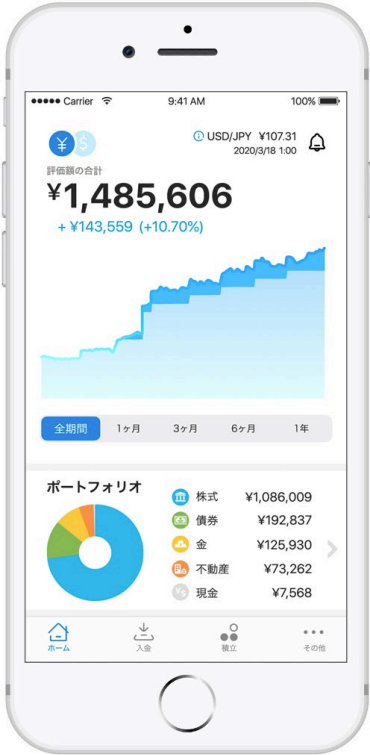 Carrier
9:41 AM
100%
¥ $
USD/JPY ¥107.31
2020/3/18 1:00
評価額の合計
¥1,485,606
+ ¥143,559 (+10.70%)
全期間 1ヶ月 3ヶ月 6ヶ月 1年
ポートフォリオ
株式 ¥1,086,009
債券 ¥192,837
金 ¥125,930
不動産 ¥73,262
現金 ¥7,568
ホーム 入金 積立 その他